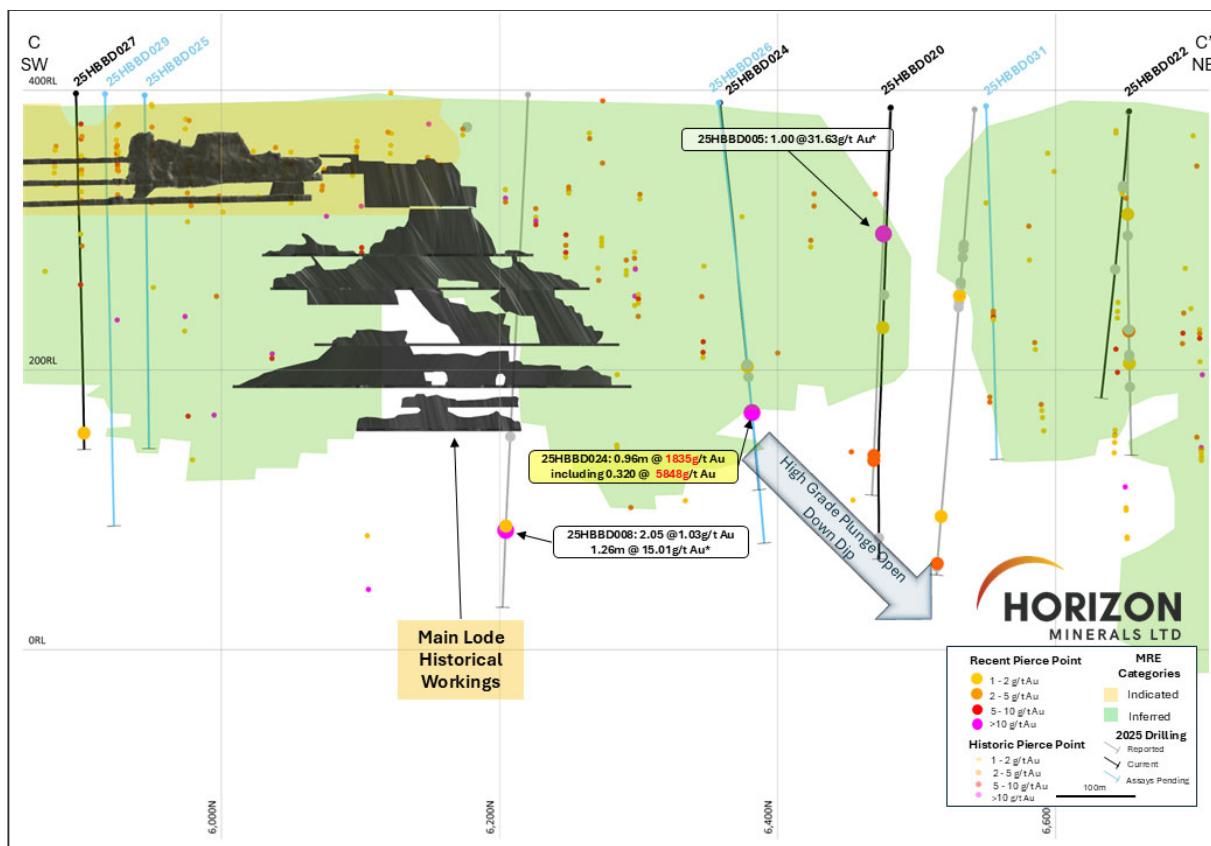 C
SW
25HBBD027
25HBBD029
25HBBD025
25HBBD026
25HBBD024
25HBBD020
25HBBD031
25HBBD022
C'
NE
400RL
25HBBD005: 1.00 @31.63g/t Au*
200RL
25HBBD024: 0.96m @ 1835g/t Au
including 0.320 @ 5848g/t Au
25HBBD008: 2.05 @1.03g/t Au
1.26m @ 15.01g/t Au*
High Grade Plunge Open
Down Dip
Main Lode
Historical
Workings
0RL
HORIZON
MINERALS LTD
Recent Pierce Point
1 - 2 g/t Au
2 - 5 g/t Au
5 - 10 g/t Au
>10 g/t Au
Historic Pierce Point
1 - 2 g/t Au
2 - 5 g/t Au
5 - 10 g/t Au
>10 g/t Au
MRE
Categories
Indicated
Inferred
2025 Drilling
Reported
Current
Assays Pending
100m
6,000N
6,200N
6,400N
6,600N